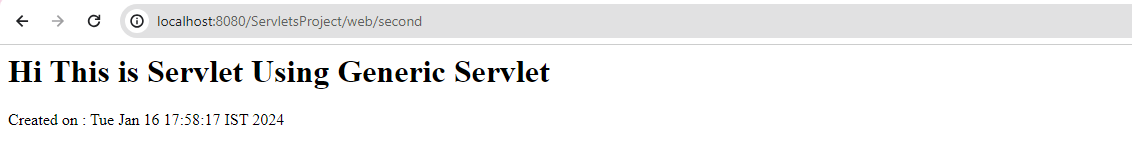 localhost:8080/ServletsProject/web/second
Hi This is Servlet Using Generic Servlet
Created on : Tue Jan 16 17:58:17 IST 2024